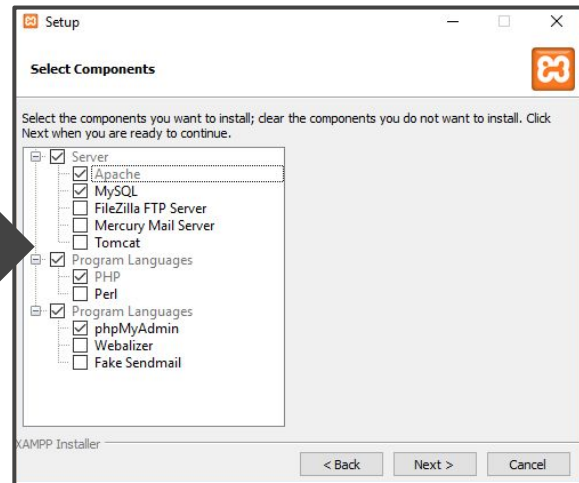 Setup
Select Components
Select the components you want to install; clear the components you do not want to install. Click
Next when you are ready to continue.
Server
Apache
MySQL
FileZilla FTP Server
Mercury Mail Server
Tomcat
Program Languages
PHP
Perl
Program Languages
phpMyAdmin
Webalizer
Fake Sendmail
XAMPP Installer
< Back
Next >
Cancel